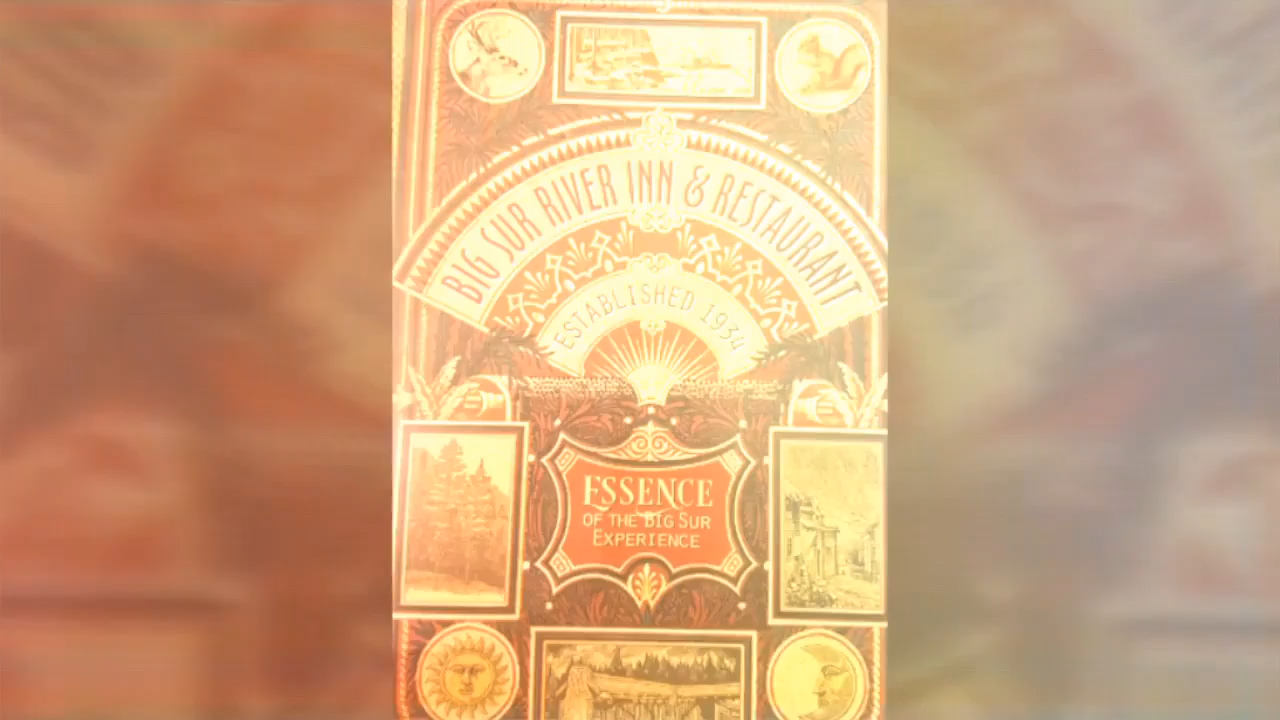 BIG SUR RIVER INN & RESTAURANT
ESTABLISHED 1934
ESSENCE
OF THE BIG SUR
EXPERIENCE